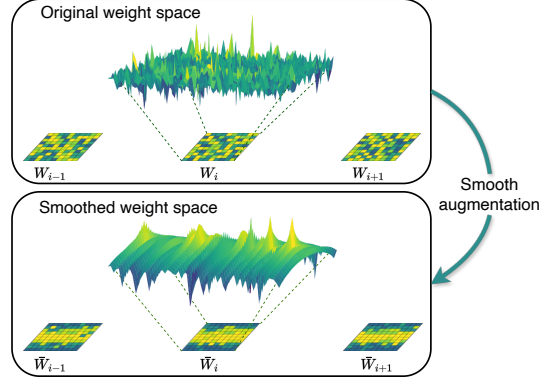 Original weight space
W_{i-1}
W_i
W_{i+1}
Smooth
augmentation
Smoothed weight space
W̄_{i-1}
W̄_i
W̄_{i+1}